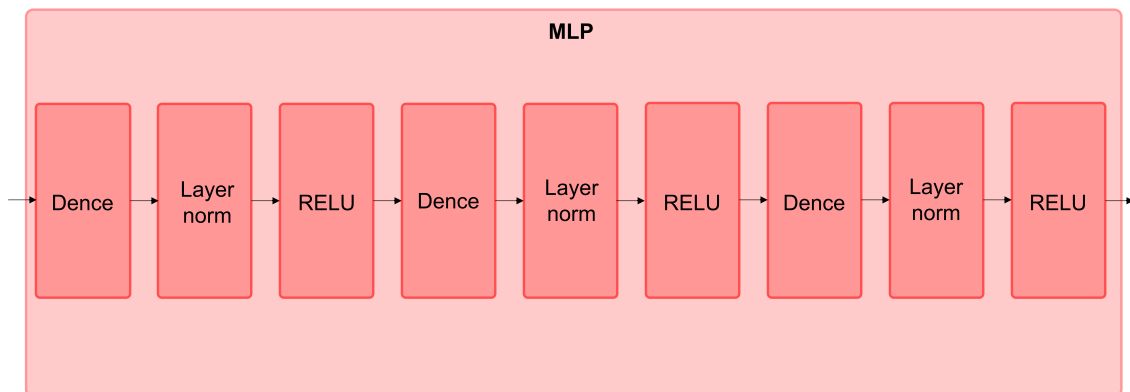 MLP
Dence
Layer
norm
RELU
Dence
Layer
norm
RELU
Dence
Layer
norm
RELU